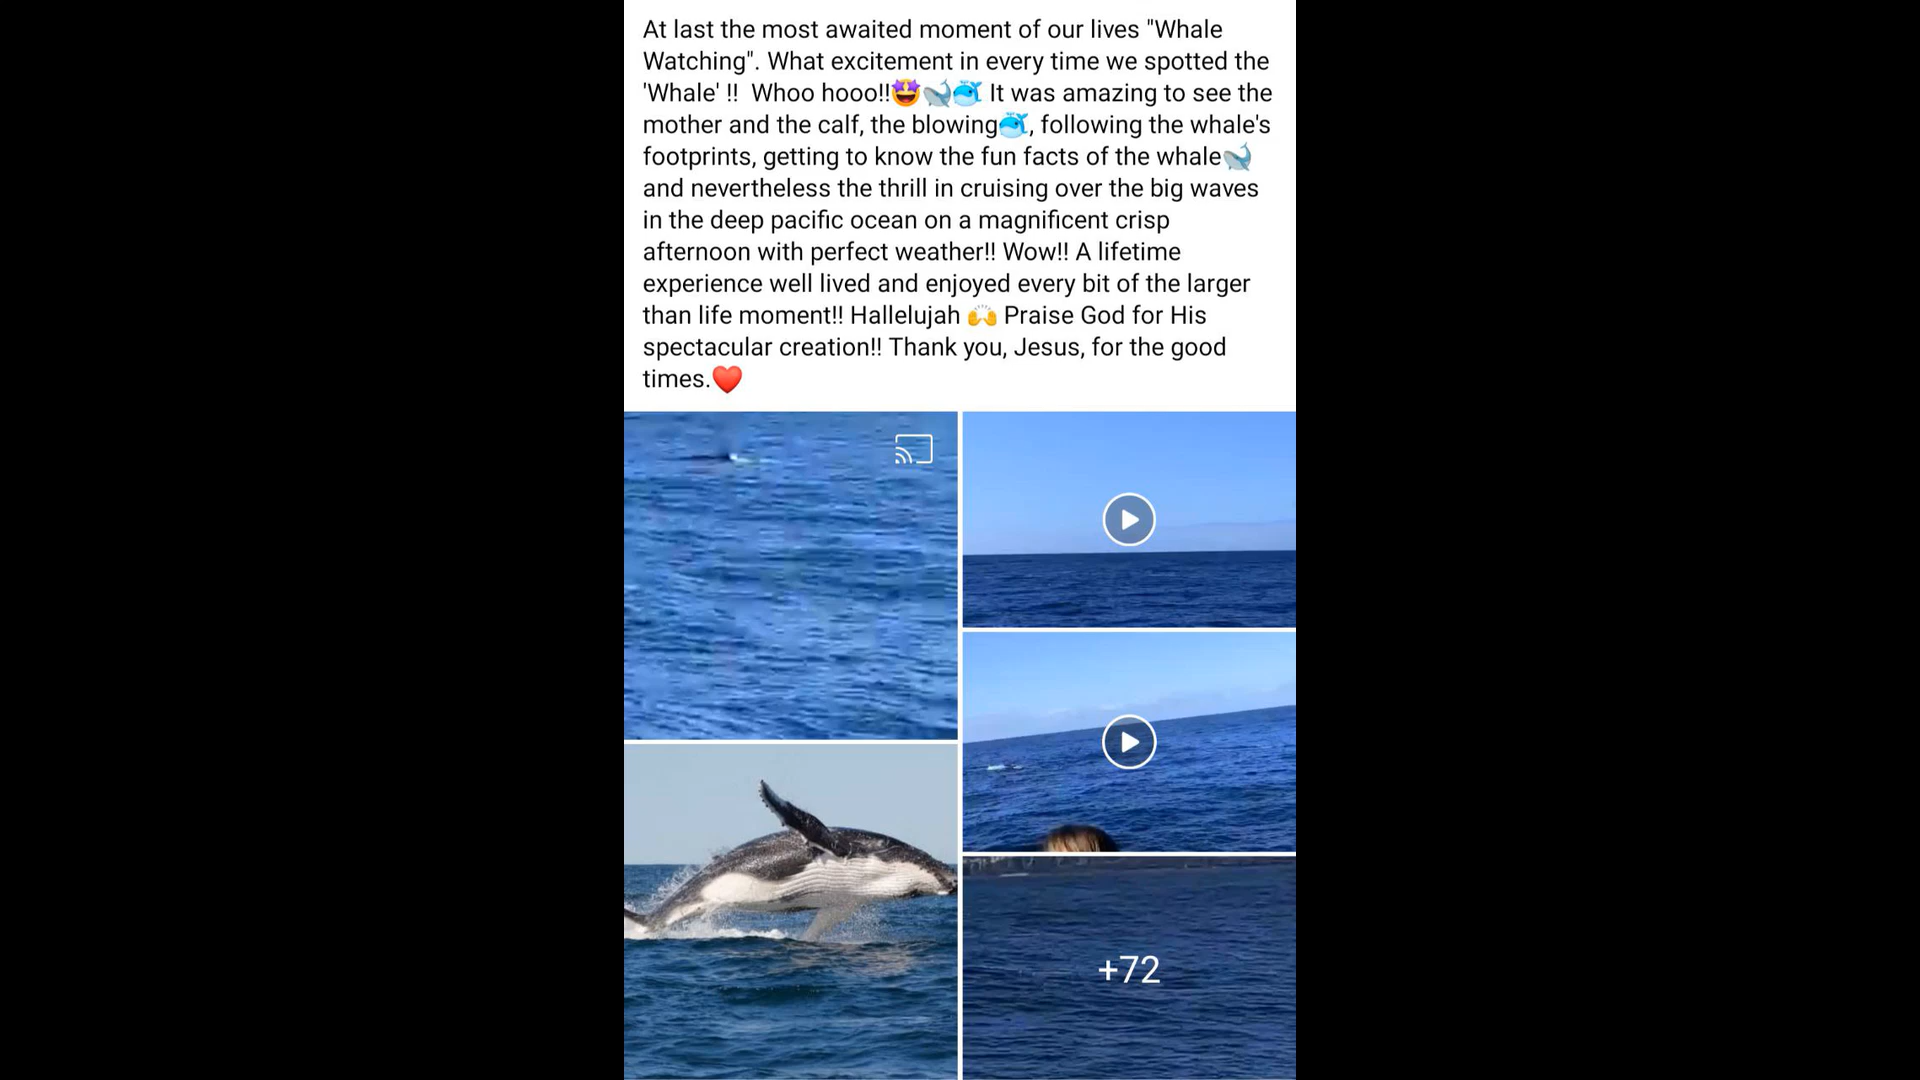 At last the most awaited moment of our lives "Whale
Watching". What excitement in every time we spotted the
'Whale' !!  Whoo hooo!!🤩🐋🐳 It was amazing to see the
mother and the calf, the blowing🐳, following the whale's
footprints, getting to know the fun facts of the whale🐋
and nevertheless the thrill in cruising over the big waves
in the deep pacific ocean on a magnificent crisp
afternoon with perfect weather!! Wow!! A lifetime
experience well lived and enjoyed every bit of the larger
than life moment!! Hallelujah 🙌 Praise God for His
spectacular creation!! Thank you, Jesus, for the good
times.❤️
+72